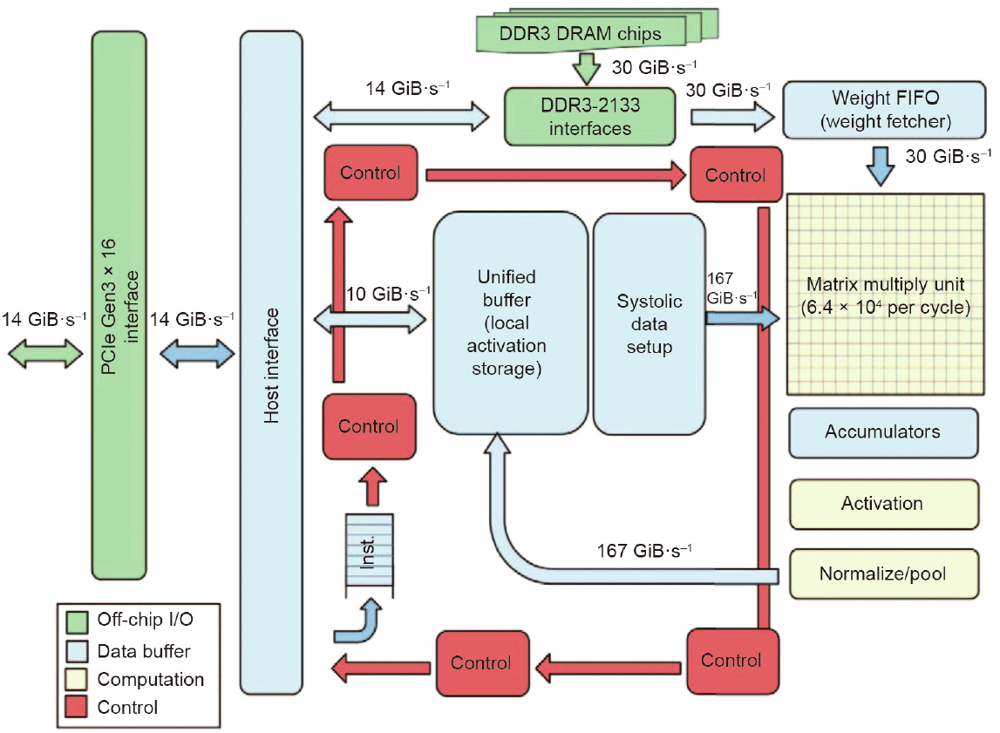 DDR3 DRAM chips
30 GiB·s⁻¹
14 GiB·s⁻¹
DDR3-2133
interfaces
30 GiB·s⁻¹
Weight FIFO
(weight fetcher)
30 GiB·s⁻¹
Control
Control
14 GiB·s⁻¹
PCIe Gen3 × 16
interface
14 GiB·s⁻¹
Host interface
10 GiB·s⁻¹
Unified
buffer
(local
activation
storage)
Systolic
data
setup
167
GiB·s⁻¹
Matrix multiply unit
(6.4 × 10⁴ per cycle)
Control
Accumulators
Activation
Inst.
167 GiB·s⁻¹
Normalize/pool
Control
Control
Off-chip I/O
Data buffer
Computation
Control